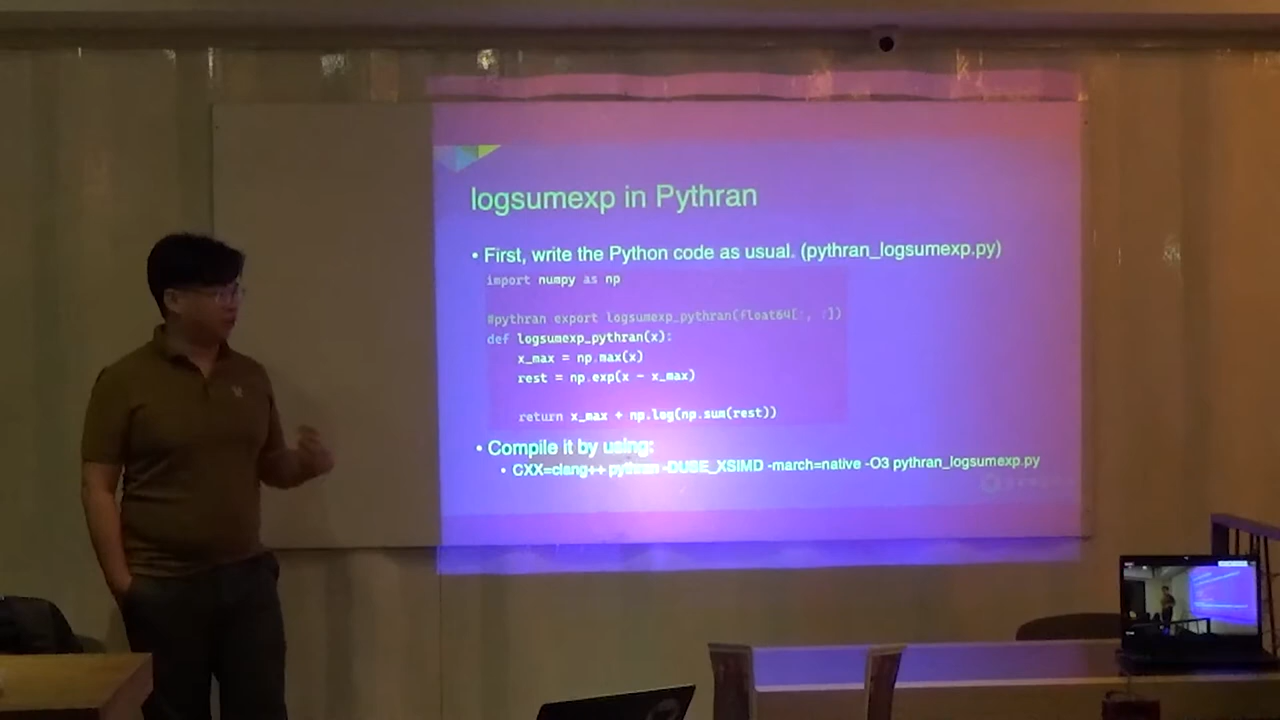 logsumexp in Pythran
• First, write the Python code as usual. (pythran_logsumexp.py)
import numpy as np
#pythran export logsumexp_pythran(float64[:, :])
def logsumexp_pythran(x):
x_max = np.max(x)
rest = np.exp(x - x_max)
return x_max + np.log(np.sum(rest))
• Compile it by using:
• CXX=clang++ pythran -DUSE_XSIMD -march=native -O3 pythran_logsumexp.py